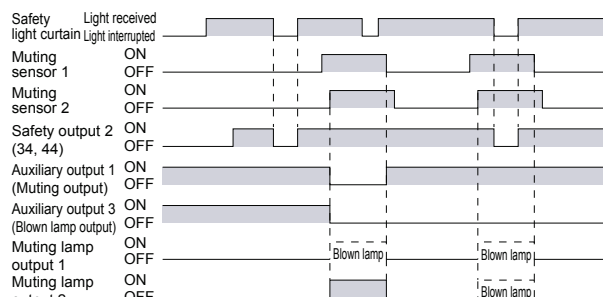 Safety Light received
light curtain Light interrupted
Muting ON
sensor 1 OFF
Muting ON
sensor 2 OFF
Safety output 2 ON
(34, 44) OFF
Auxiliary output 1 ON
(Muting output) OFF
Auxiliary output 3 ON
(Blown lamp output) OFF
Muting lamp ON
output 1 OFF Blown lamp Blown lamp
Muting lamp ON
Blown lamp
output 2 OFF